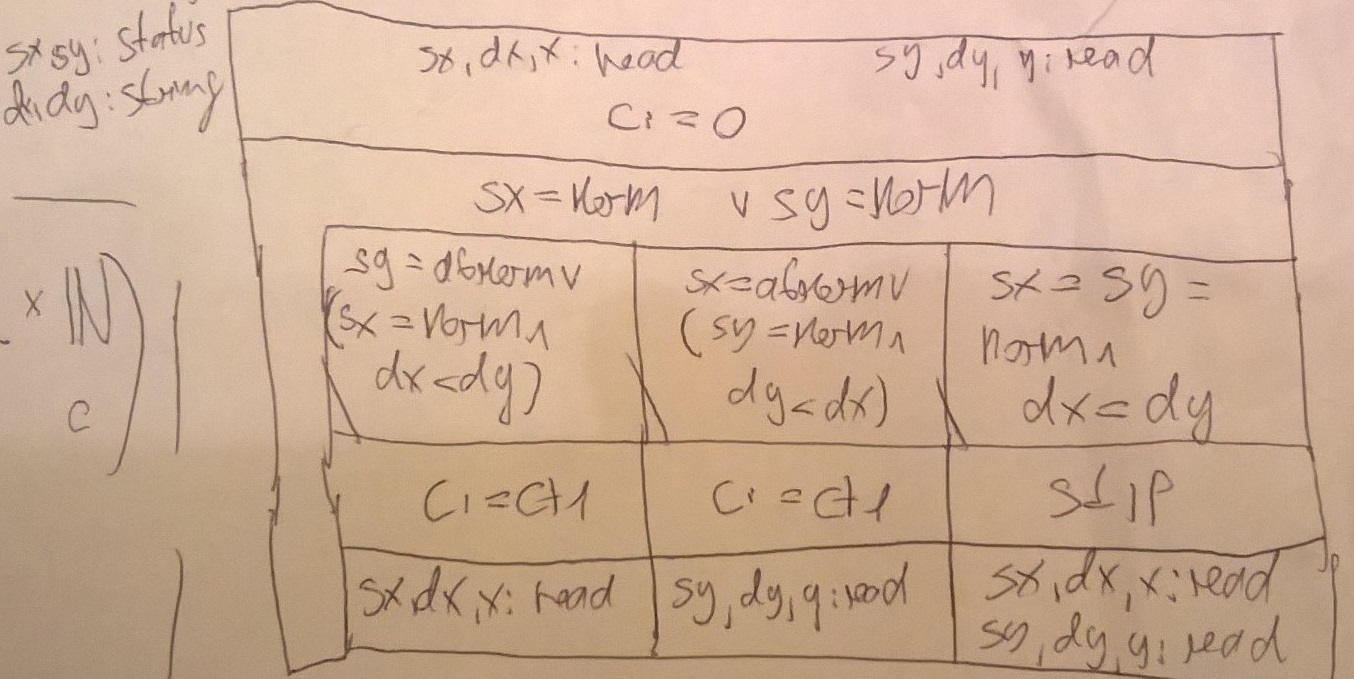 sx sy: status
dx, dy: string
sx, dx, x: read sy, dy, y: read
c:=0
sx=norm ∨ sy=norm
sy=abnorm ∨
(sx=norm ∧
dx<dy)
sx=abnorm ∨
(sy=norm ∧
dy<dx)
sx=sy=
norm ∧
dx=dy
c:=c+1
c:=c+1
SKIP
sx,dx,x: read
sy,dy,y: read
sx,dx,x: read
sy,dy,y: read
x ℕ)
c